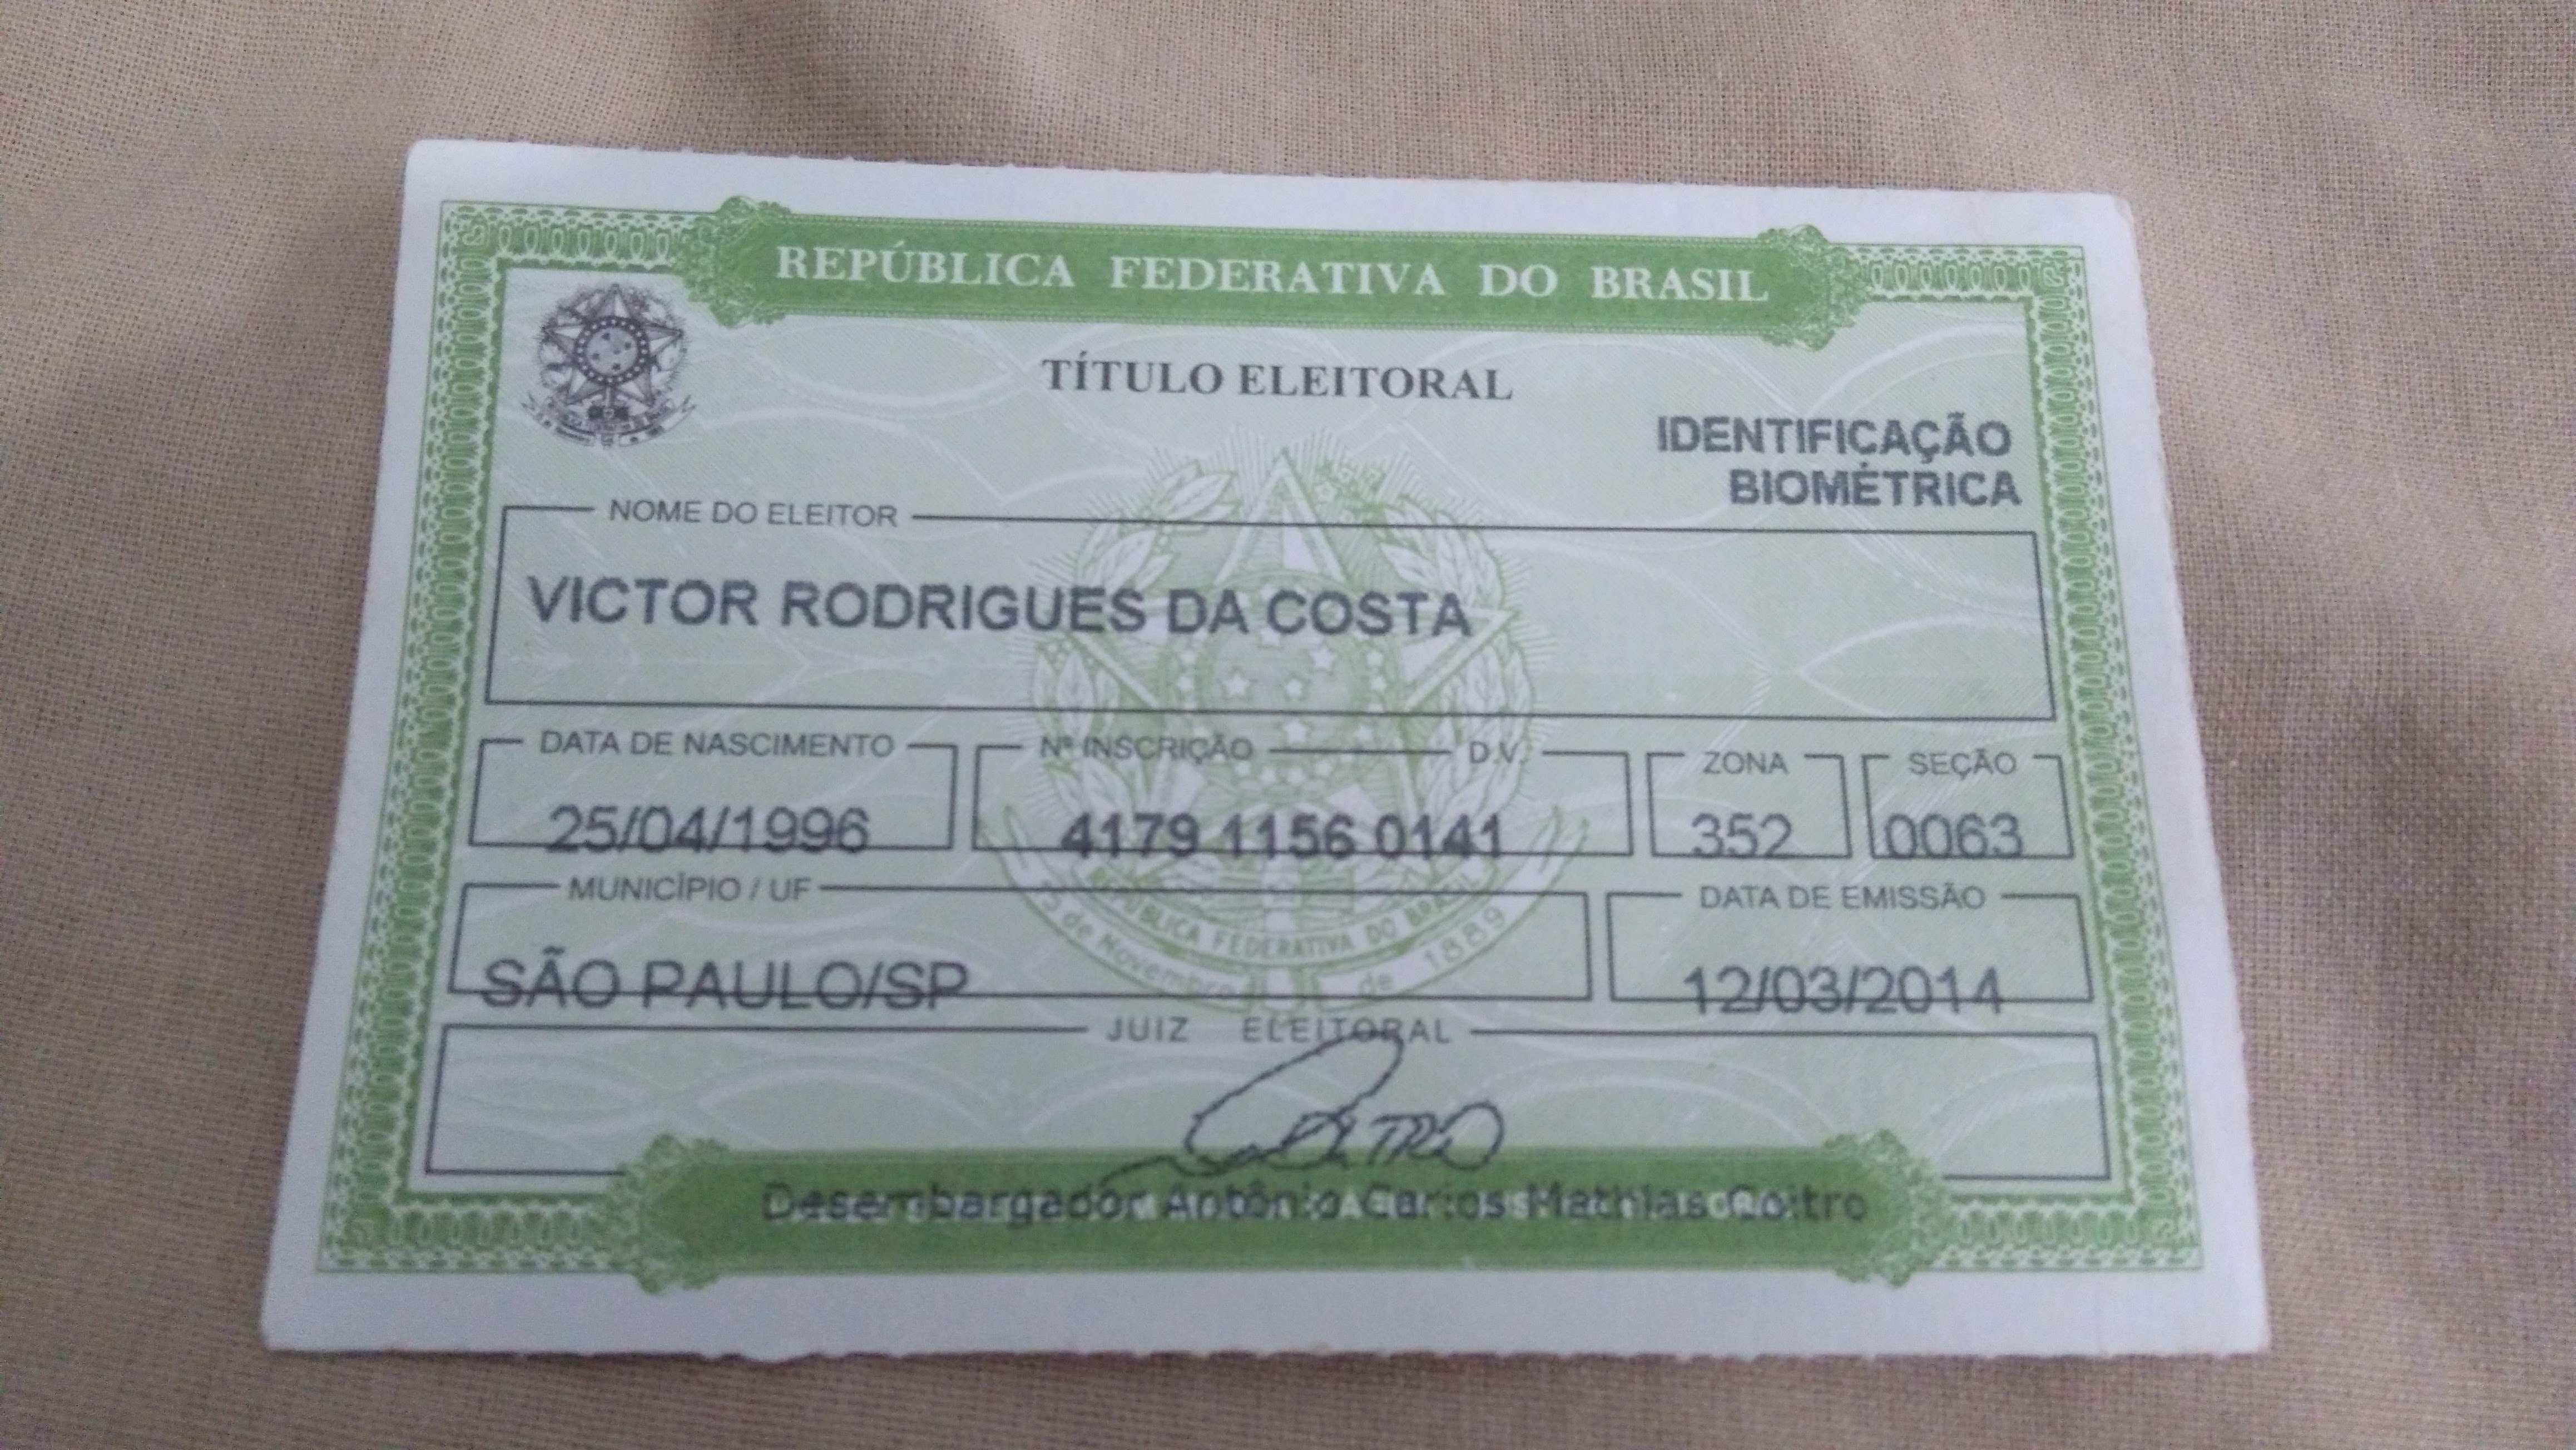 REPÚBLICA FEDERATIVA DO BRASIL
TÍTULO ELEITORAL
IDENTIFICAÇÃO
BIOMÉTRICA
NOME DO ELEITOR
VICTOR RODRIGUES DA COSTA
DATA DE NASCIMENTO
25/04/1996
Nº INSCRIÇÃO D.V.
4179 1156 0141
ZONA
352
SEÇÃO
0063
MUNICÍPIO / UF
SÃO PAULO/SP
DATA DE EMISSÃO
12/03/2014
REPÚBLICA FEDERATIVA DO BRASIL
15 de Novembro de 1889
JUIZ ELEITORAL
Desembargador Antônio Carlos Mathias Coltro